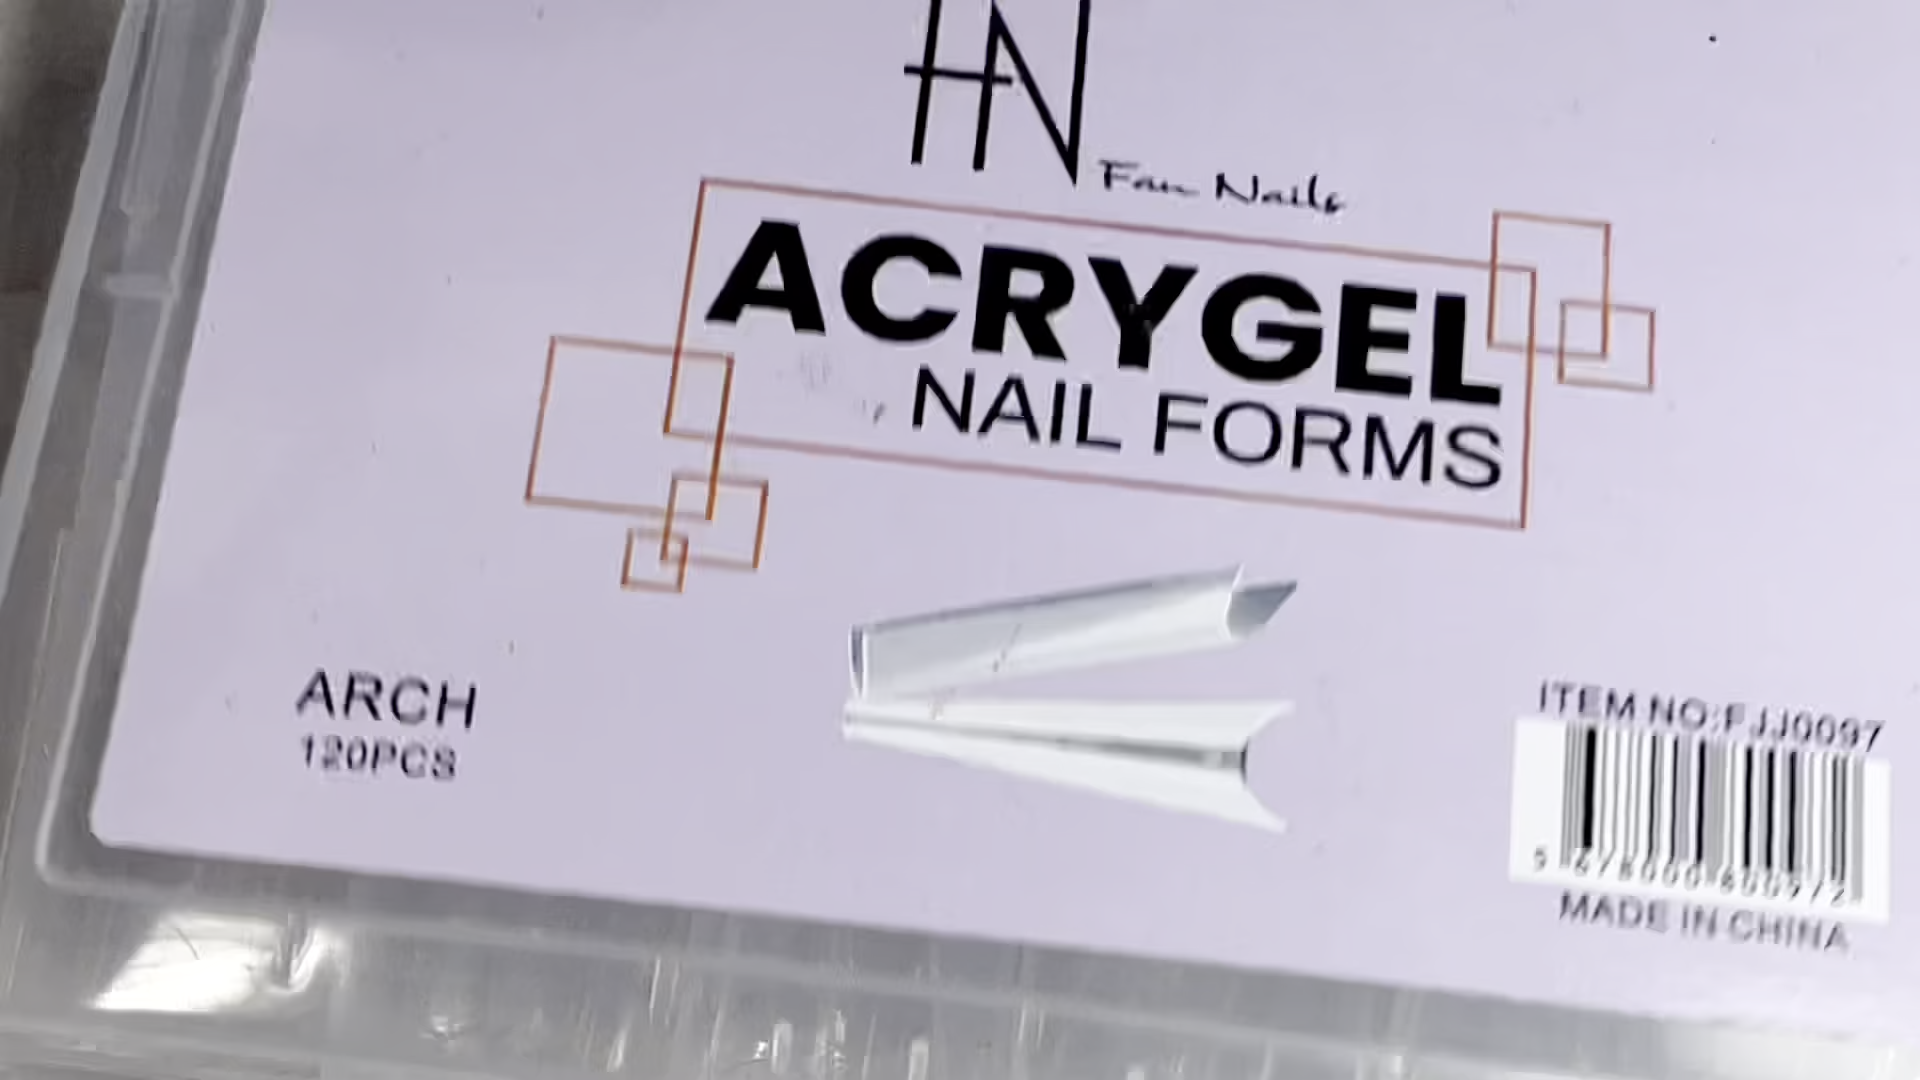 FN
Fan Nails
ACRYGEL
NAIL FORMS
ARCH
120PCS
ITEM NO:FJJ0097
MADE IN CHINA